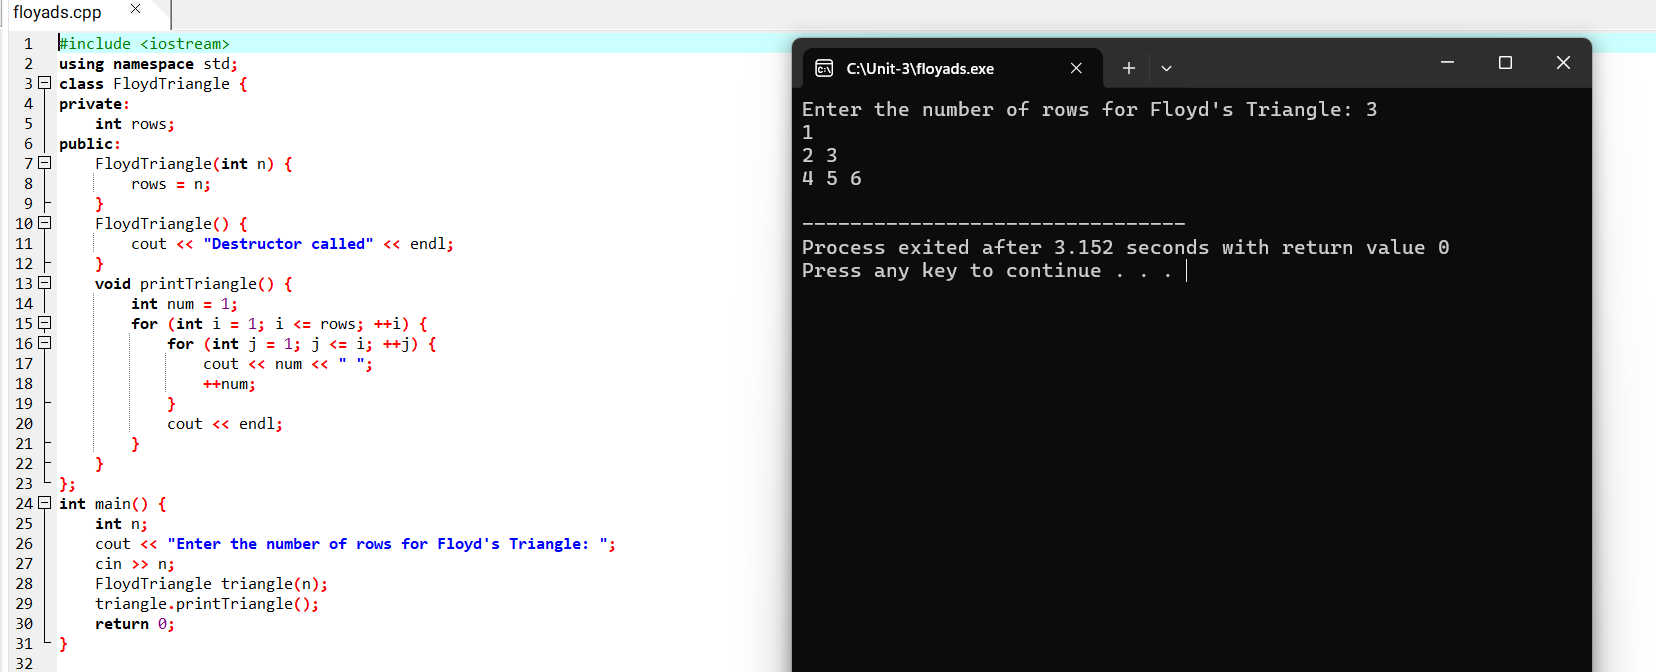 floyads.cpp
1 #include <iostream>
2 using namespace std;
3 class FloydTriangle {
4 private:
5     int rows;
6 public:
7     FloydTriangle(int n) {
8         rows = n;
9     }
10     FloydTriangle() {
11         cout << "Destructor called" << endl;
12     }
13     void printTriangle() {
14         int num = 1;
15         for (int i = 1; i <= rows; ++i) {
16             for (int j = 1; j <= i; ++j) {
17                 cout << num << " ";
18                 ++num;
19             }
20             cout << endl;
21         }
22     }
23 };
24 int main() {
25     int n;
26     cout << "Enter the number of rows for Floyd's Triangle: ";
27     cin >> n;
28     FloydTriangle triangle(n);
29     triangle.printTriangle();
30     return 0;
31 }
32
C:\Unit-3\floyads.exe
Enter the number of rows for Floyd's Triangle: 3
1
2 3
4 5 6
--------------------------------
Process exited after 3.152 seconds with return value 0
Press any key to continue . . .